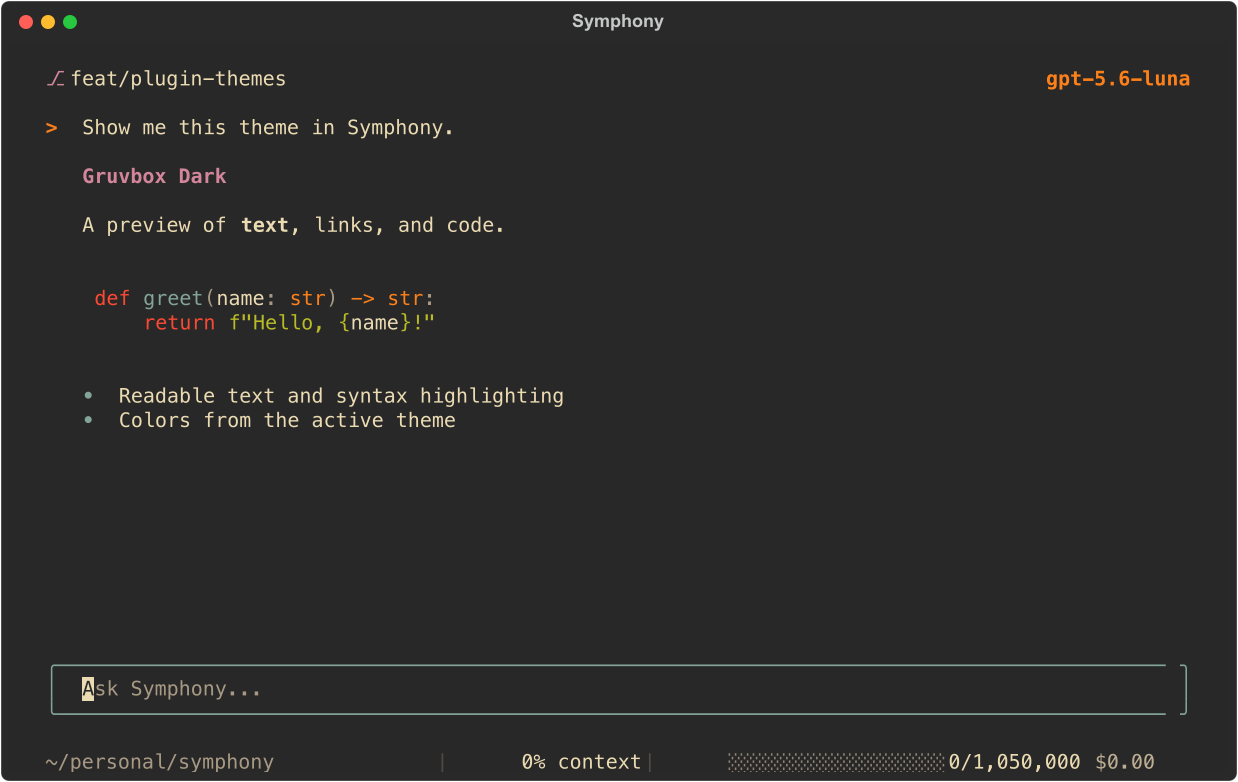 Symphony
feat/plugin-themes gpt-5.6-luna
> Show me this theme in Symphony.
Gruvbox Dark
A preview of text, links, and code.
def greet(name: str) -> str:
    return f"Hello, {name}!"
• Readable text and syntax highlighting
• Colors from the active theme
Ask Symphony...
~/personal/symphony | 0% context | 0/1,050,000 $0.00